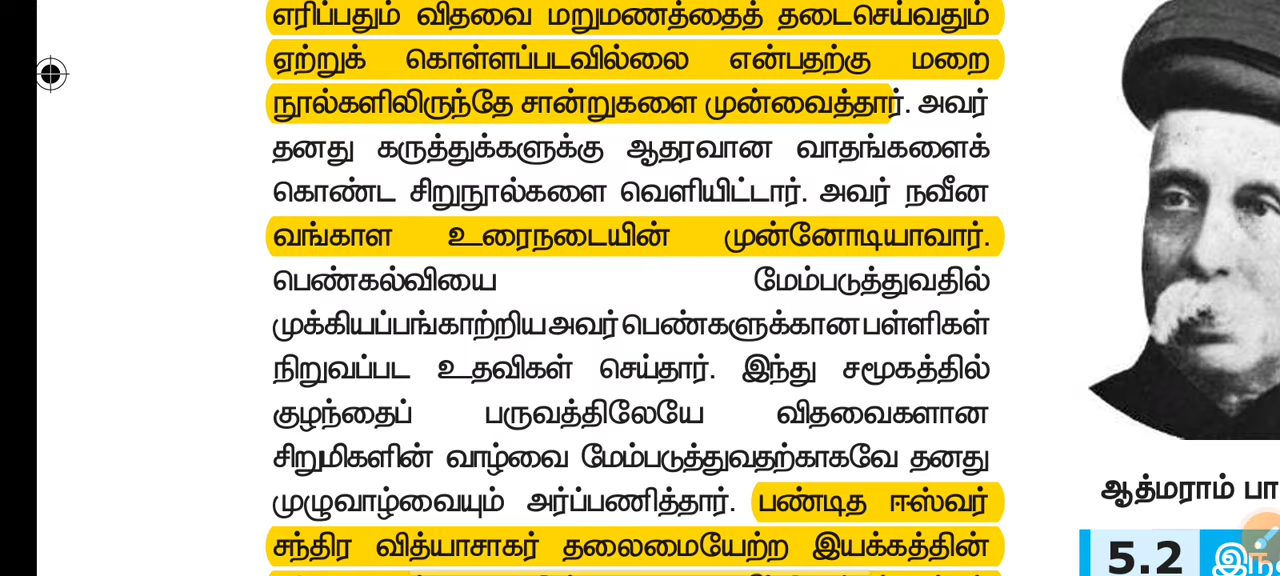 எரிப்பதும் விதவை மறுமணத்தைத் தடைசெய்வதும்
ஏற்றுக் கொள்ளப்படவில்லை என்பதற்கு மறை
நூல்களிலிருந்தே சான்றுகளை முன்வைத்தார். அவர்
தனது கருத்துக்களுக்கு ஆதரவான வாதங்களைக்
கொண்ட சிறுநூல்களை வெளியிட்டார். அவர் நவீன
வங்காள உரைநடையின் முன்னோடியாவார்.
பெண்கல்வியை மேம்படுத்துவதில்
முக்கியப்பங்காற்றிய அவர் பெண்களுக்கான பள்ளிகள்
நிறுவப்பட உதவிகள் செய்தார். இந்து சமூகத்தில்
குழந்தைப் பருவத்திலேயே விதவைகளான
சிறுமிகளின் வாழ்வை மேம்படுத்துவதற்காகவே தனது
முழுவாழ்வையும் அர்ப்பணித்தார். பண்டித ஈஸ்வர்
சந்திர வித்யாசாகர் தலைமையேற்ற இயக்கத்தின்
ஆத்மராம் பா
5.2